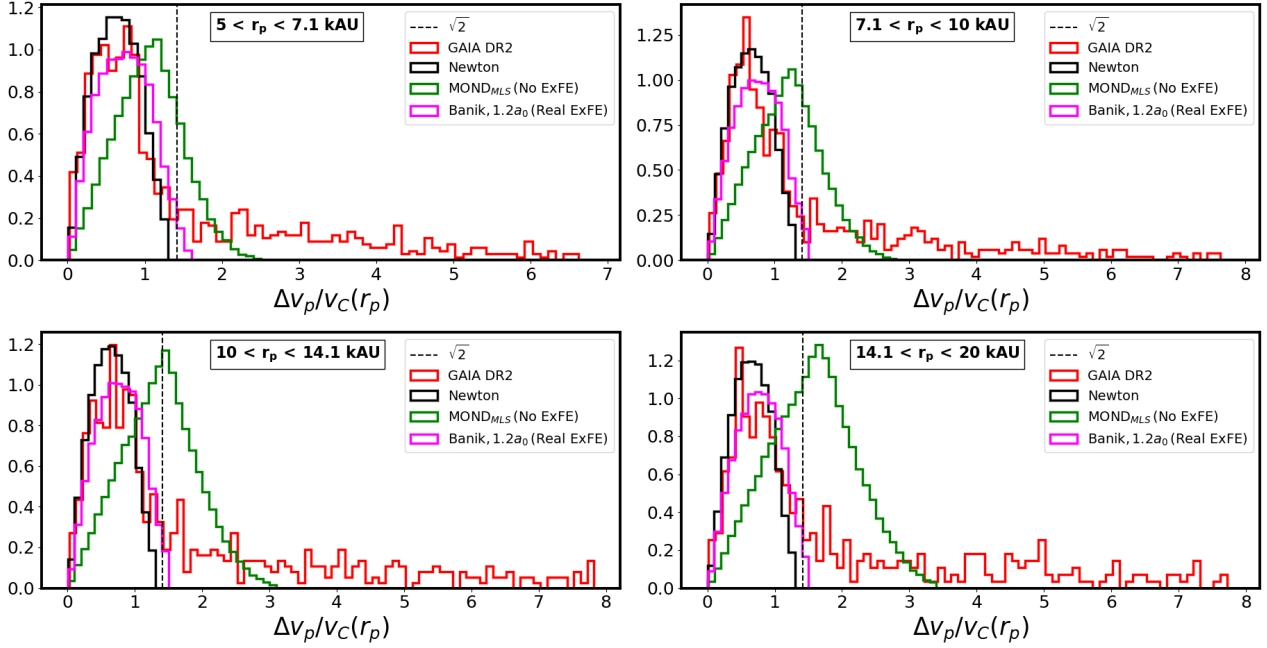 5 < r_p < 7.1 kAU
√2
GAIA DR2
Newton
MOND_MLS (No ExFE)
Banik, 1.2a_0 (Real ExFE)
1.2
1.0
0.8
0.6
0.4
0.2
0.0
0 1 2 3 4 5 6 7
Δv_p/v_C(r_p)
7.1 < r_p < 10 kAU
√2
GAIA DR2
Newton
MOND_MLS (No ExFE)
Banik, 1.2a_0 (Real ExFE)
1.25
1.00
0.75
0.50
0.25
0.00
0 1 2 3 4 5 6 7 8
Δv_p/v_C(r_p)
10 < r_p < 14.1 kAU
√2
GAIA DR2
Newton
MOND_MLS (No ExFE)
Banik, 1.2a_0 (Real ExFE)
1.2
1.0
0.8
0.6
0.4
0.2
0.0
0 1 2 3 4 5 6 7 8
Δv_p/v_C(r_p)
14.1 < r_p < 20 kAU
√2
GAIA DR2
Newton
MOND_MLS (No ExFE)
Banik, 1.2a_0 (Real ExFE)
1.2
1.0
0.8
0.6
0.4
0.2
0.0
0 1 2 3 4 5 6 7 8
Δv_p/v_C(r_p)